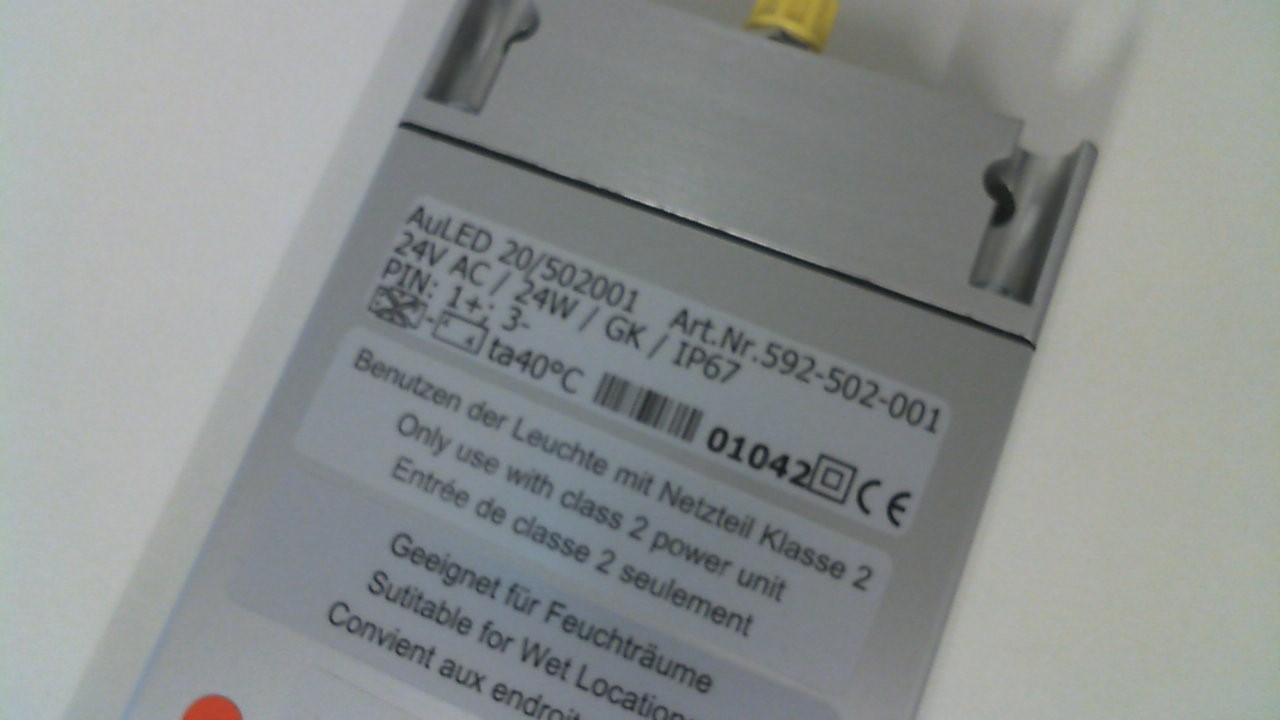 AuLED 20/502001 Art.Nr.592-502-001
24V AC / 24W / GK / IP67
PIN: 1+; 3-
ta40°C 01042 CE
Benutzen der Leuchte mit Netzteil Klasse 2
Only use with class 2 power unit
Entrée de classe 2 seulement
Geeignet für Feuchträume
Sutitable for Wet Location
Convient aux endroit